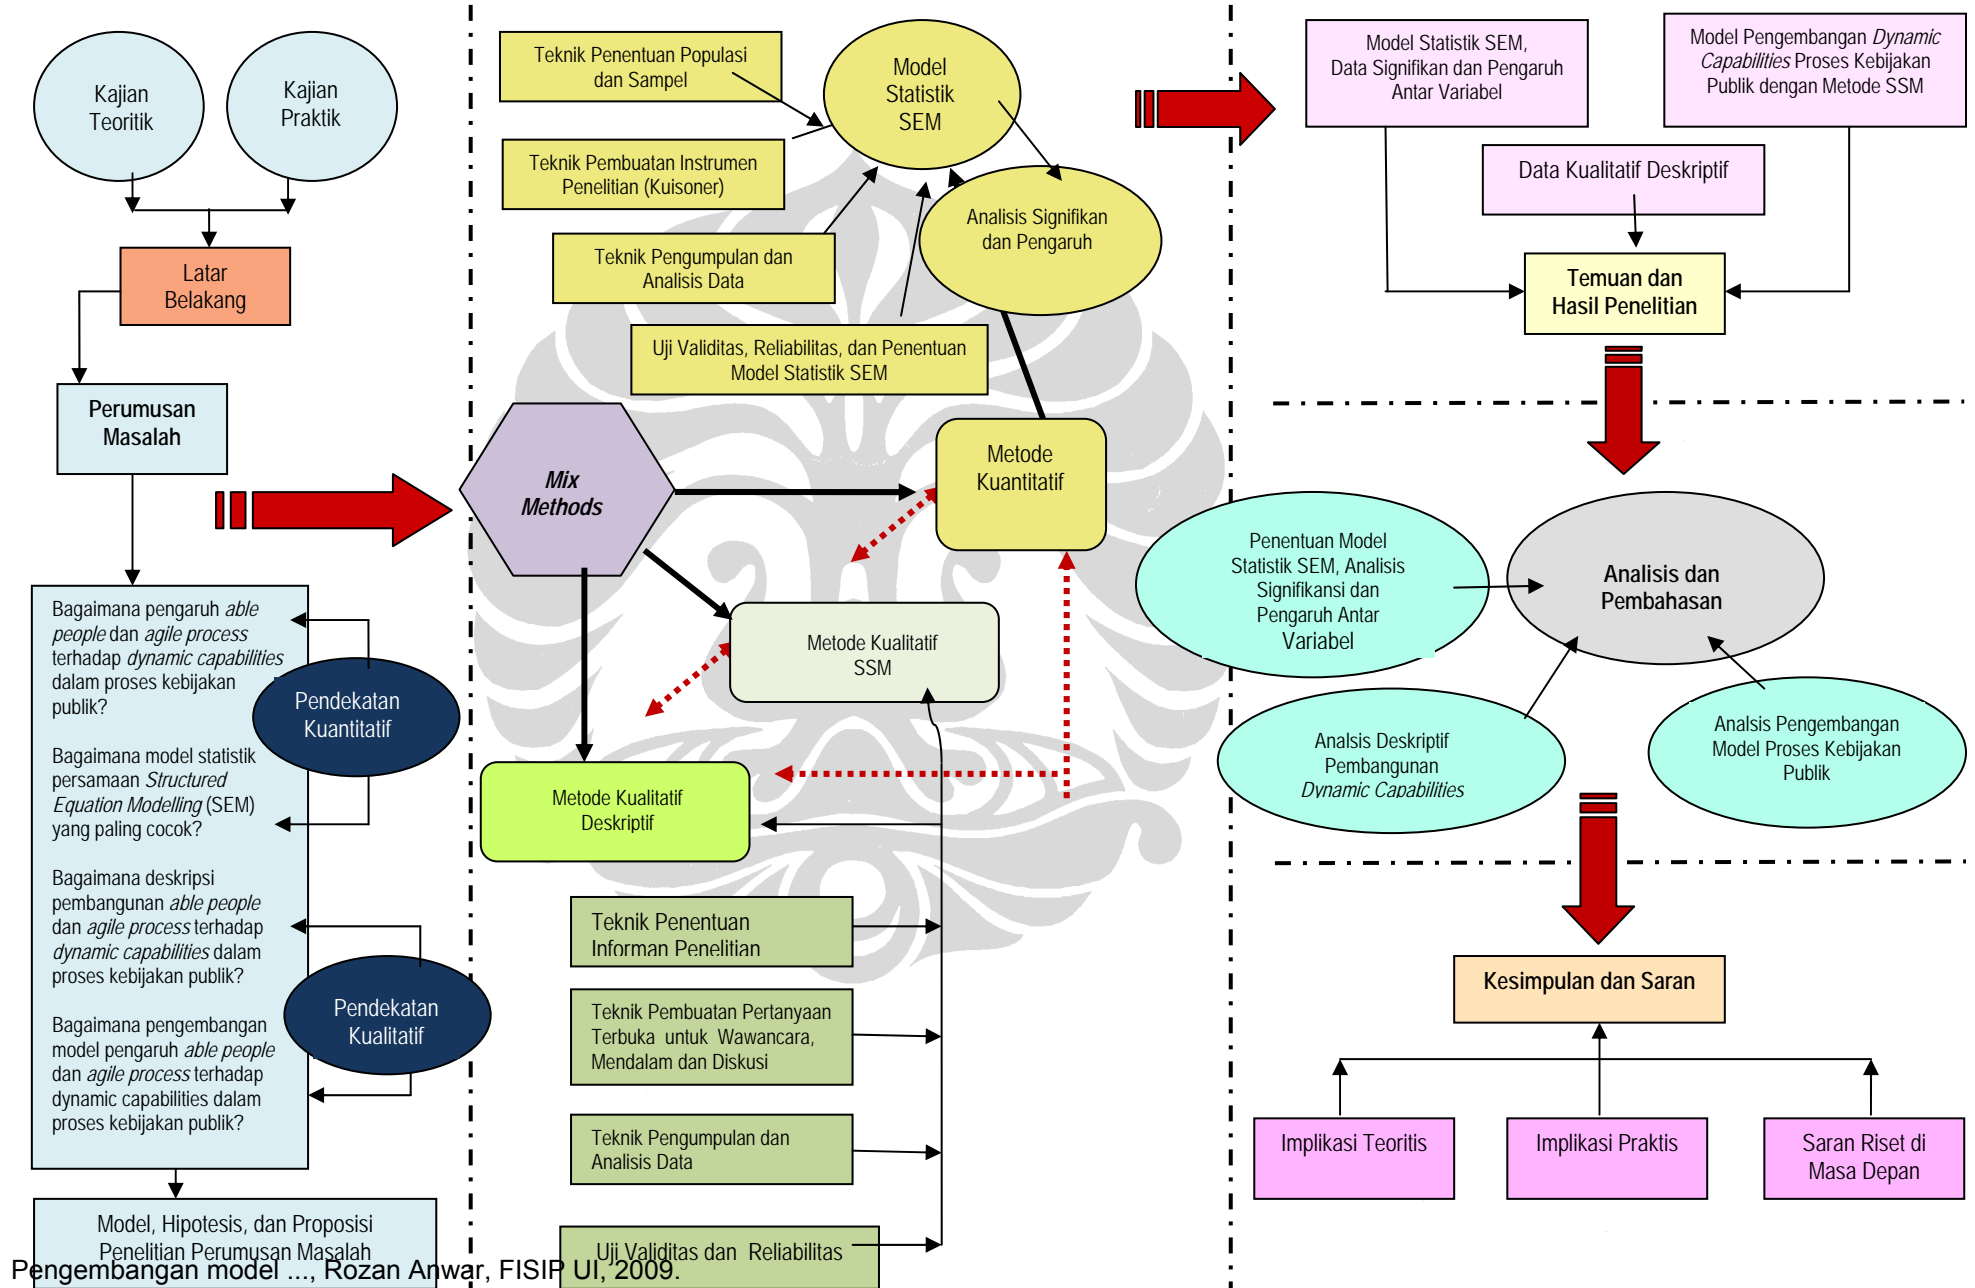 Kajian
Teoritik
Kajian
Praktik
Latar
Belakang
Perumusan
Masalah
Bagaimana pengaruh able
people dan agile process
terhadap dynamic capabilities
dalam proses kebijakan
publik?
Bagaimana model statistik
persamaan Structured
Equation Modelling (SEM)
yang paling cocok?
Bagaimana deskripsi
pembangunan able people
dan agile process terhadap
dynamic capabilities dalam
proses kebijakan publik?
Bagaimana pengembangan
model pengaruh able people
dan agile process terhadap
dynamic capabilities dalam
proses kebijakan publik?
Pendekatan
Kuantitatif
Pendekatan
Kualitatif
Model, Hipotesis, dan Proposisi
Penelitian Perumusan Masalah
Teknik Penentuan Populasi
dan Sampel
Teknik Pembuatan Instrumen
Penelitian (Kuisoner)
Teknik Pengumpulan dan
Analisis Data
Uji Validitas, Reliabilitas, dan Penentuan
Model Statistik SEM
Model
Statistik
SEM
Analisis Signifikan
dan Pengaruh
Mix
Methods
Metode
Kuantitatif
Metode Kualitatif
SSM
Metode Kualitatif
Deskriptif
Teknik Penentuan
Informan Penelitian
Teknik Pembuatan Pertanyaan
Terbuka untuk Wawancara,
Mendalam dan Diskusi
Teknik Pengumpulan dan
Analisis Data
Uji Validitas dan Reliabilitas
Model Statistik SEM,
Data Signifikan dan Pengaruh
Antar Variabel
Model Pengembangan Dynamic
Capabilities Proses Kebijakan
Publik dengan Metode SSM
Data Kualitatif Deskriptif
Temuan dan
Hasil Penelitian
Penentuan Model
Statistik SEM, Analisis
Signifikansi dan
Pengaruh Antar
Variabel
Analisis dan
Pembahasan
Analsis Deskriptif
Pembangunan
Dynamic Capabilities
Analsis Pengembangan
Model Proses Kebijakan
Publik
Kesimpulan dan Saran
Implikasi Teoritis
Implikasi Praktis
Saran Riset di
Masa Depan
Pengembangan model ..., Rozan Anwar, FISIP UI, 2009.